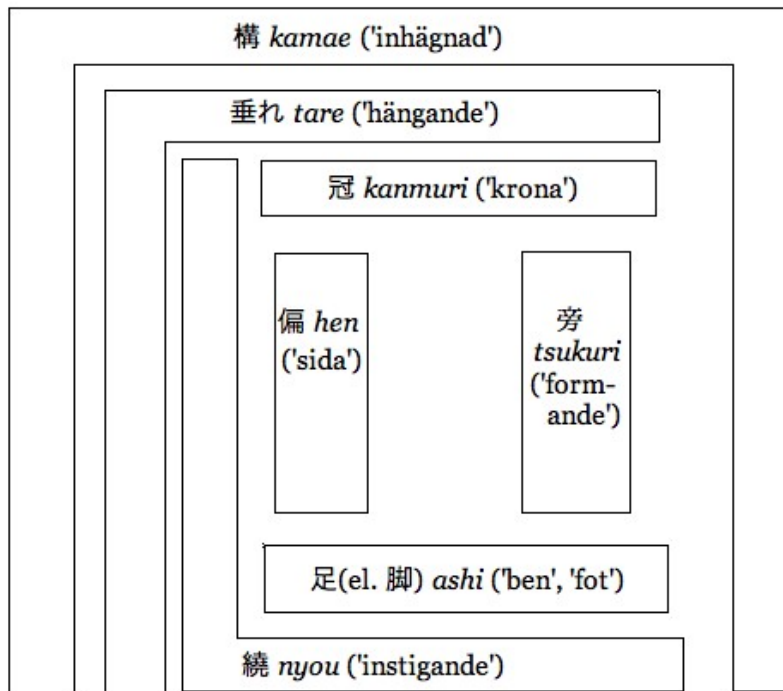 構 kamae ('inhägnad')
垂れ tare ('hängande')
冠 kanmuri ('krona')
偏 hen
('sida')
旁
tsukuri
('form-
ande')
足(el. 脚) ashi ('ben', 'fot')
繞 nyou ('instigande')